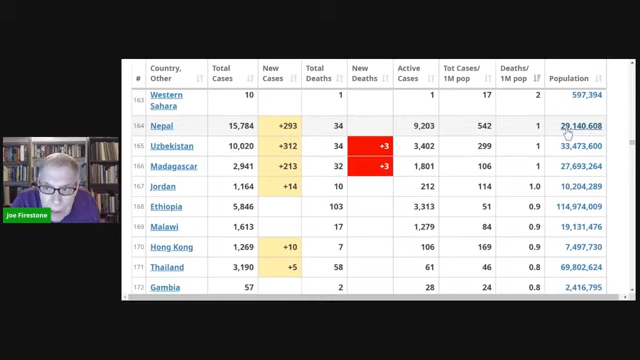 # Country, Other Total Cases New Cases Total Deaths New Deaths Active Cases Tot Cases/ 1M pop Deaths/ 1M pop Population
163 Western Sahara 10 1 1 17 2 597,394
164 Nepal 15,784 +293 34 9,203 542 1 29,140,608
165 Uzbekistan 10,020 +312 34 +3 3,402 299 1 33,473,600
166 Madagascar 2,941 +213 32 +3 1,801 106 1 27,693,264
167 Jordan 1,164 +14 10 212 114 1.0 10,204,289
168 Ethiopia 5,846 103 3,313 51 0.9 114,974,009
169 Malawi 1,613 17 1,279 84 0.9 19,131,476
170 Hong Kong 1,269 +10 7 106 169 0.9 7,497,730
171 Thailand 3,190 +5 58 61 46 0.8 69,802,624
172 Gambia 57 2 28 24 0.8 2,416,795
Joe Firestone